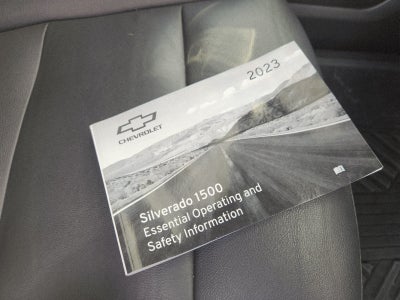 2023
CHEVROLET
Silverado 1500
Essential Operating and
Safety Information